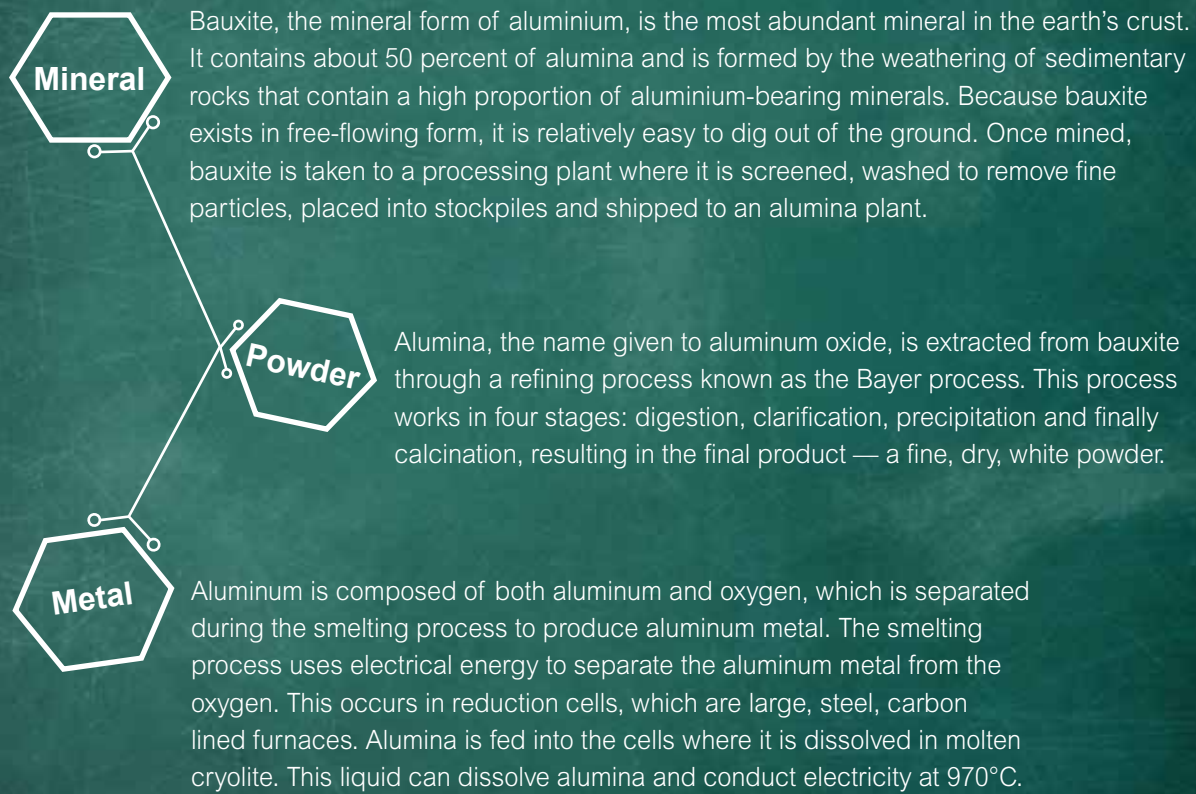 Mineral
Bauxite, the mineral form of aluminium, is the most abundant mineral in the earth's crust.
It contains about 50 percent of alumina and is formed by the weathering of sedimentary
rocks that contain a high proportion of aluminium-bearing minerals. Because bauxite
exists in free-flowing form, it is relatively easy to dig out of the ground. Once mined,
bauxite is taken to a processing plant where it is screened, washed to remove fine
particles, placed into stockpiles and shipped to an alumina plant.
Powder
Alumina, the name given to aluminum oxide, is extracted from bauxite
through a refining process known as the Bayer process. This process
works in four stages: digestion, clarification, precipitation and finally
calcination, resulting in the final product — a fine, dry, white powder.
Metal
Aluminum is composed of both aluminum and oxygen, which is separated
during the smelting process to produce aluminum metal. The smelting
process uses electrical energy to separate the aluminum metal from the
oxygen. This occurs in reduction cells, which are large, steel, carbon
lined furnaces. Alumina is fed into the cells where it is dissolved in molten
cryolite. This liquid can dissolve alumina and conduct electricity at 970°C.